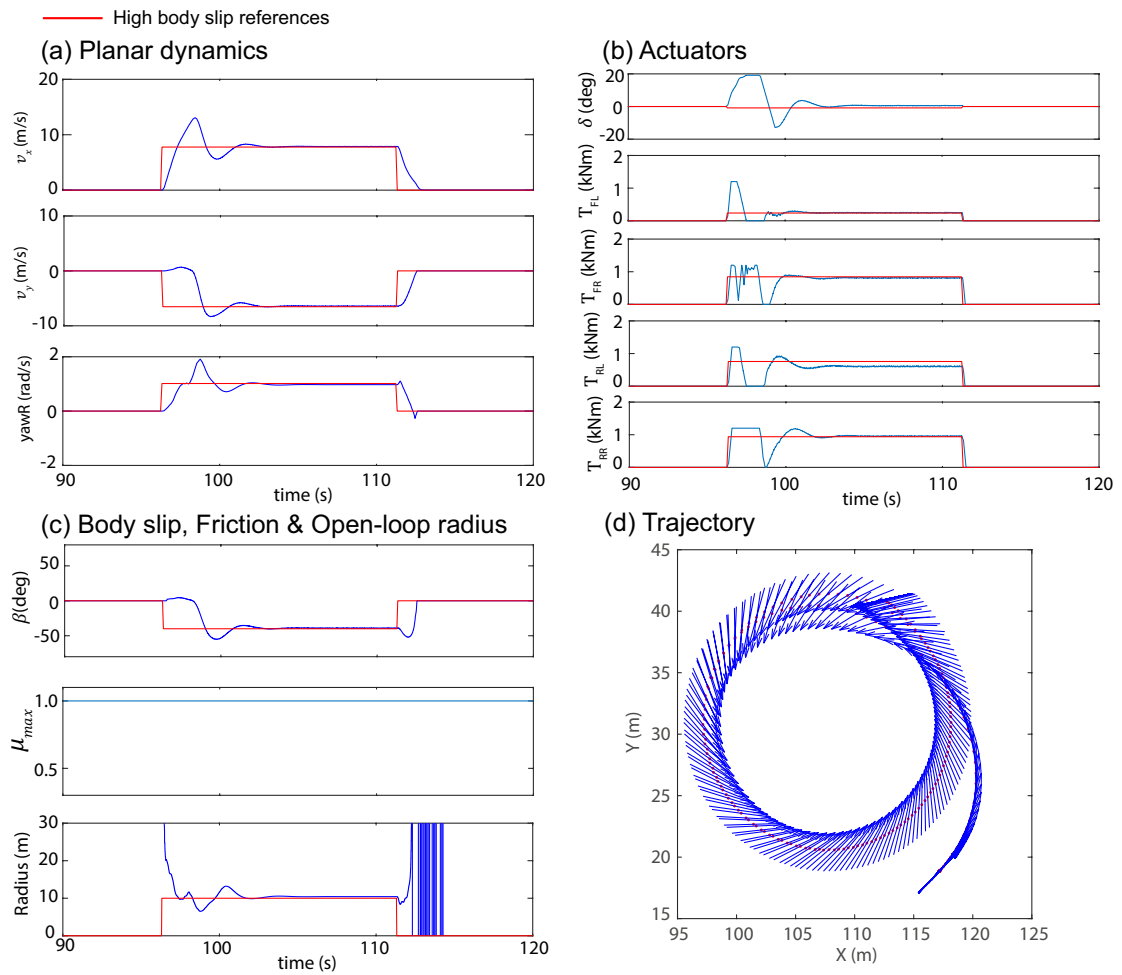 High body slip references
(a) Planar dynamics
20
10
0
v_x (m/s)
10
0
-10
v_y (m/s)
2
0
-2
yawR (rad/s)
90 100 110 120
time (s)
(b) Actuators
20
0
-20
δ (deg)
90 100 110 120
2
1
0
T_FL (kNm)
2
1
0
T_FR (kNm)
2
1
0
T_RL (kNm)
2
1
0
T_RR (kNm)
90 100 110 120
time (s)
(c) Body slip, Friction & Open-loop radius
50
0
-50
β(deg)
1.0
0.5
μ_max
30
20
10
0
Radius (m)
90 100 110 120
time (s)
(d) Trajectory
45
40
35
30
25
20
15
Y (m)
95 100 105 110 115 120 125
X (m)